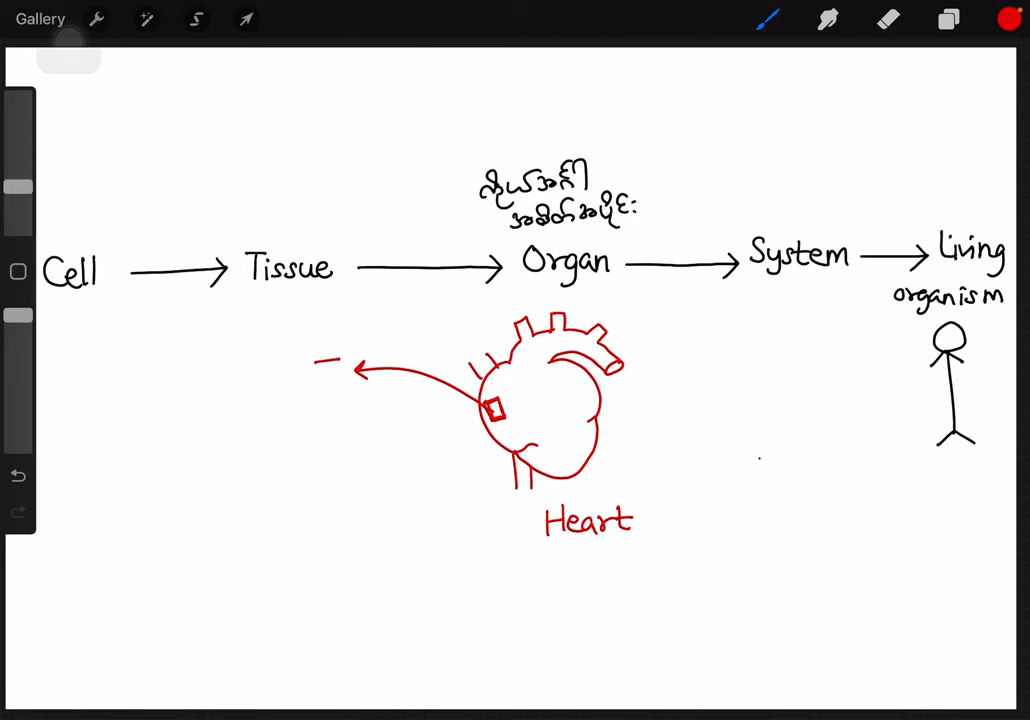 Gallery
ကိုယ်အင်္ဂါ
အစိတ်အပိုင်း
Cell → Tissue → Organ → System → Living
organism
Heart